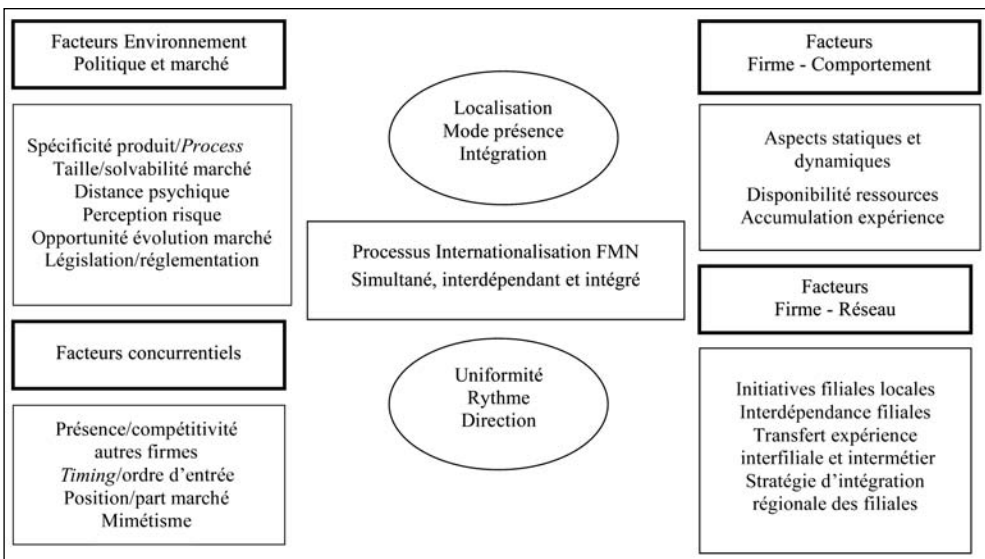 Facteurs Environnement
Politique et marché
Spécificité produit/Process
Taille/solvabilité marché
Distance psychique
Perception risque
Opportunité évolution marché
Législation/réglementation
Facteurs concurrentiels
Présence/compétitivité
autres firmes
Timing/ordre d’entrée
Position/part marché
Mimétisme
Localisation
Mode présence
Intégration
Processus Internationalisation FMN
Simultané, interdépendant et intégré
Uniformité
Rythme
Direction
Facteurs
Firme - Comportement
Aspects statiques et
dynamiques
Disponibilité ressources
Accumulation expérience
Facteurs
Firme - Réseau
Initiatives filiales locales
Interdépendance filiales
Transfert expérience
interfiliale et intermétier
Stratégie d’intégration
régionale des filiales